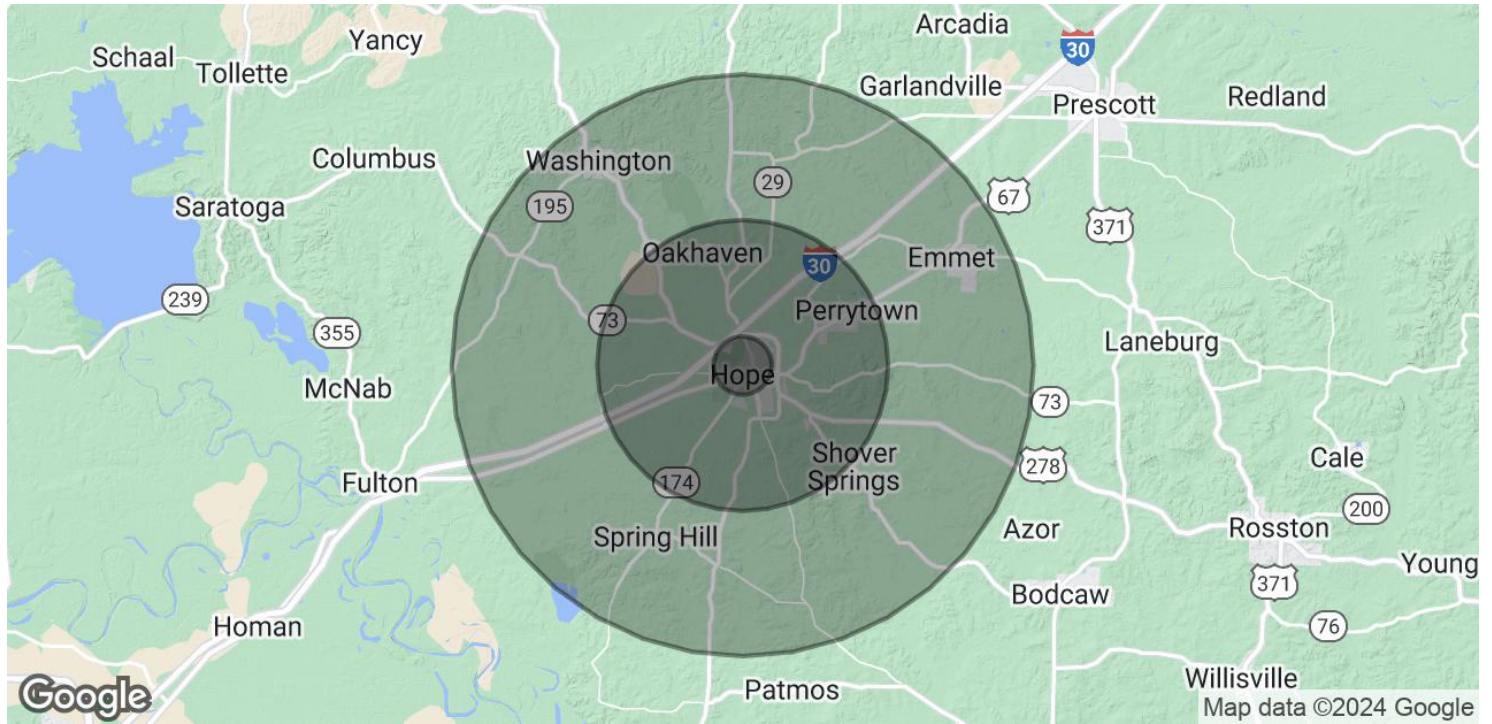 Arcadia
Yancy
Schaal
30
Tollette
Garlandville
Redland
Prescott
Columbus
Washington
29
195
67
Saratoga
371
Oakhaven
Emmet
30
239
Perrytown
73
355
Laneburg
Hope
McNab
73
Shover
Springs
Cale
278
Fulton
174
200
Spring Hill
Azor
Rosston
Young
371
Bodcaw
Homan
76
Willisville
Patmos
Google
Map data ©2024 Google